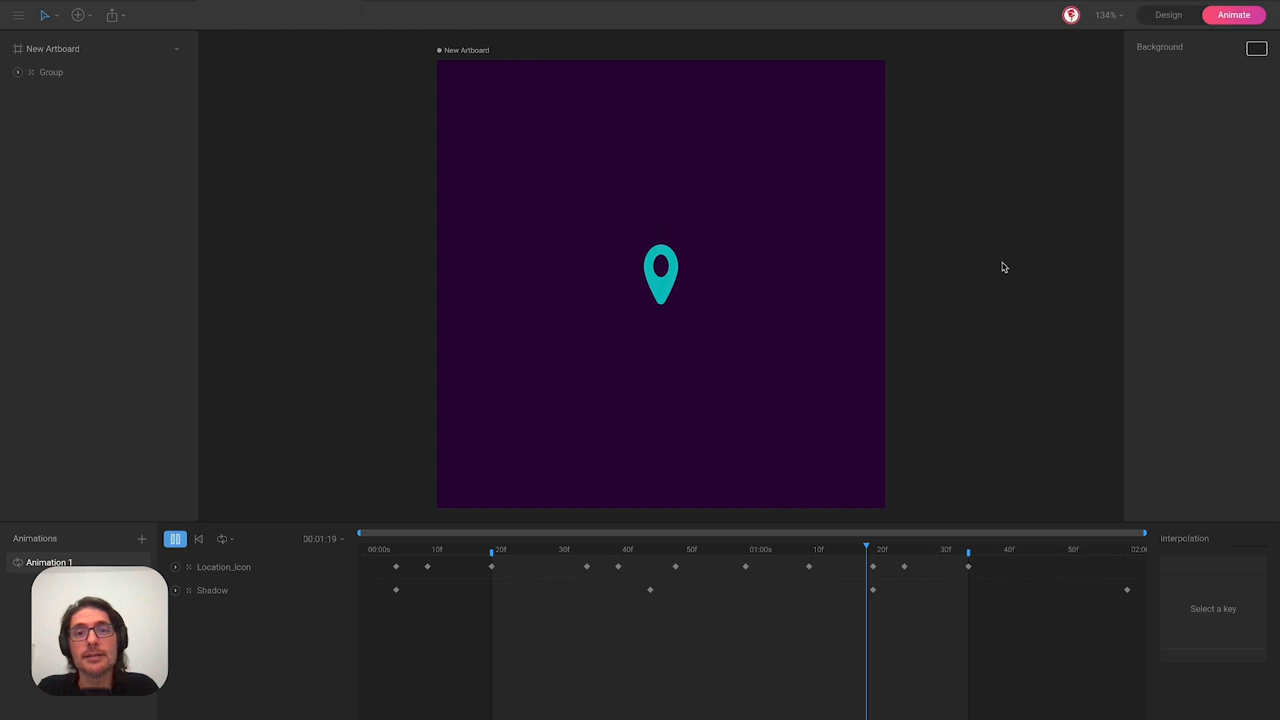 134%
Design
Animate
New Artboard
Group
New Artboard
Background
Animations
Animation 1
00:01:19
00:00s
10f
20f
30f
40f
50f
01:00s
10f
20f
30f
40f
50f
02:0
Location_icon
Shadow
Interpolation
Select a key